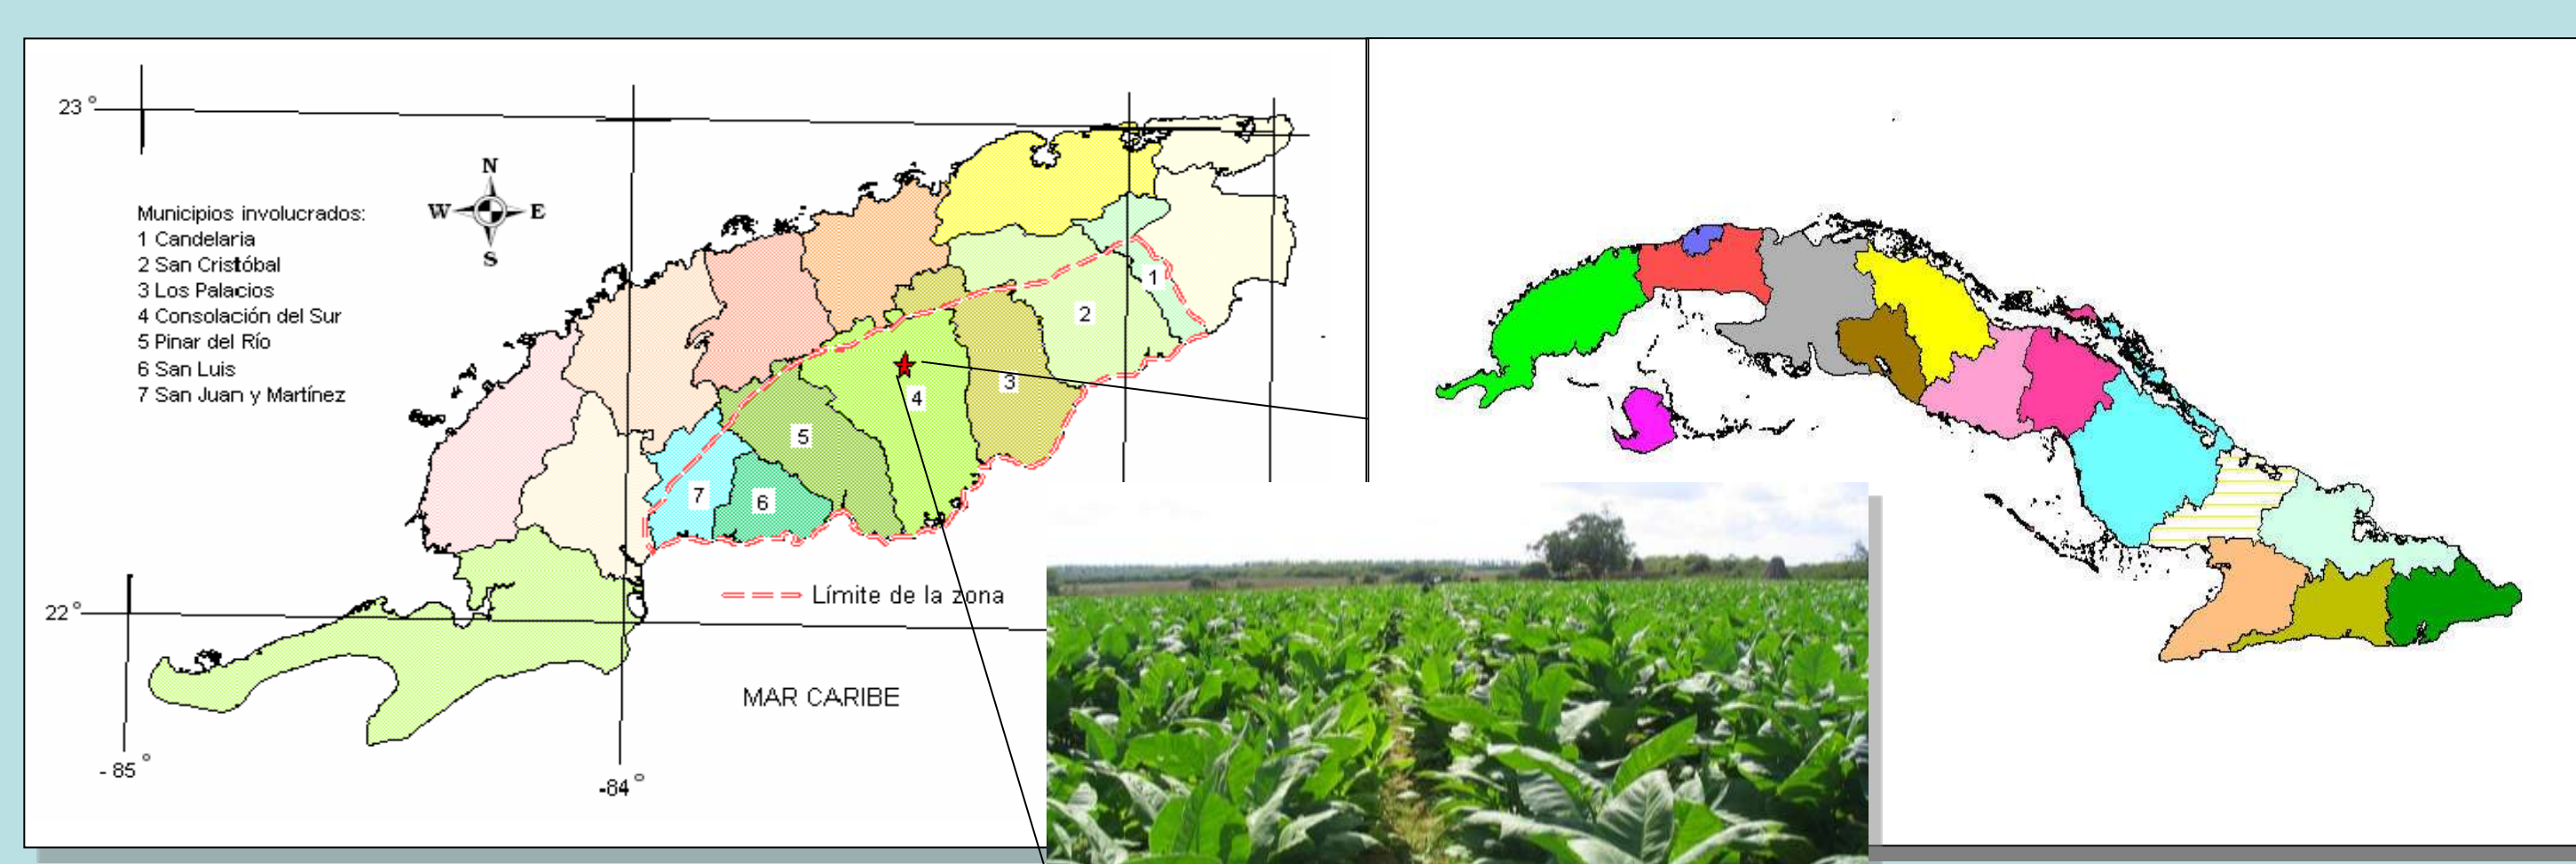 23°
N
W E
S
Municipios involucrados:
1 Candelaria
2 San Cristóbal
3 Los Palacios
4 Consolación del Sur
5 Pinar del Río
6 San Luis
7 San Juan y Martínez
1
2
3
4
5
6
7
Límite de la zona
22°
MAR CARIBE
- 85°
-84°